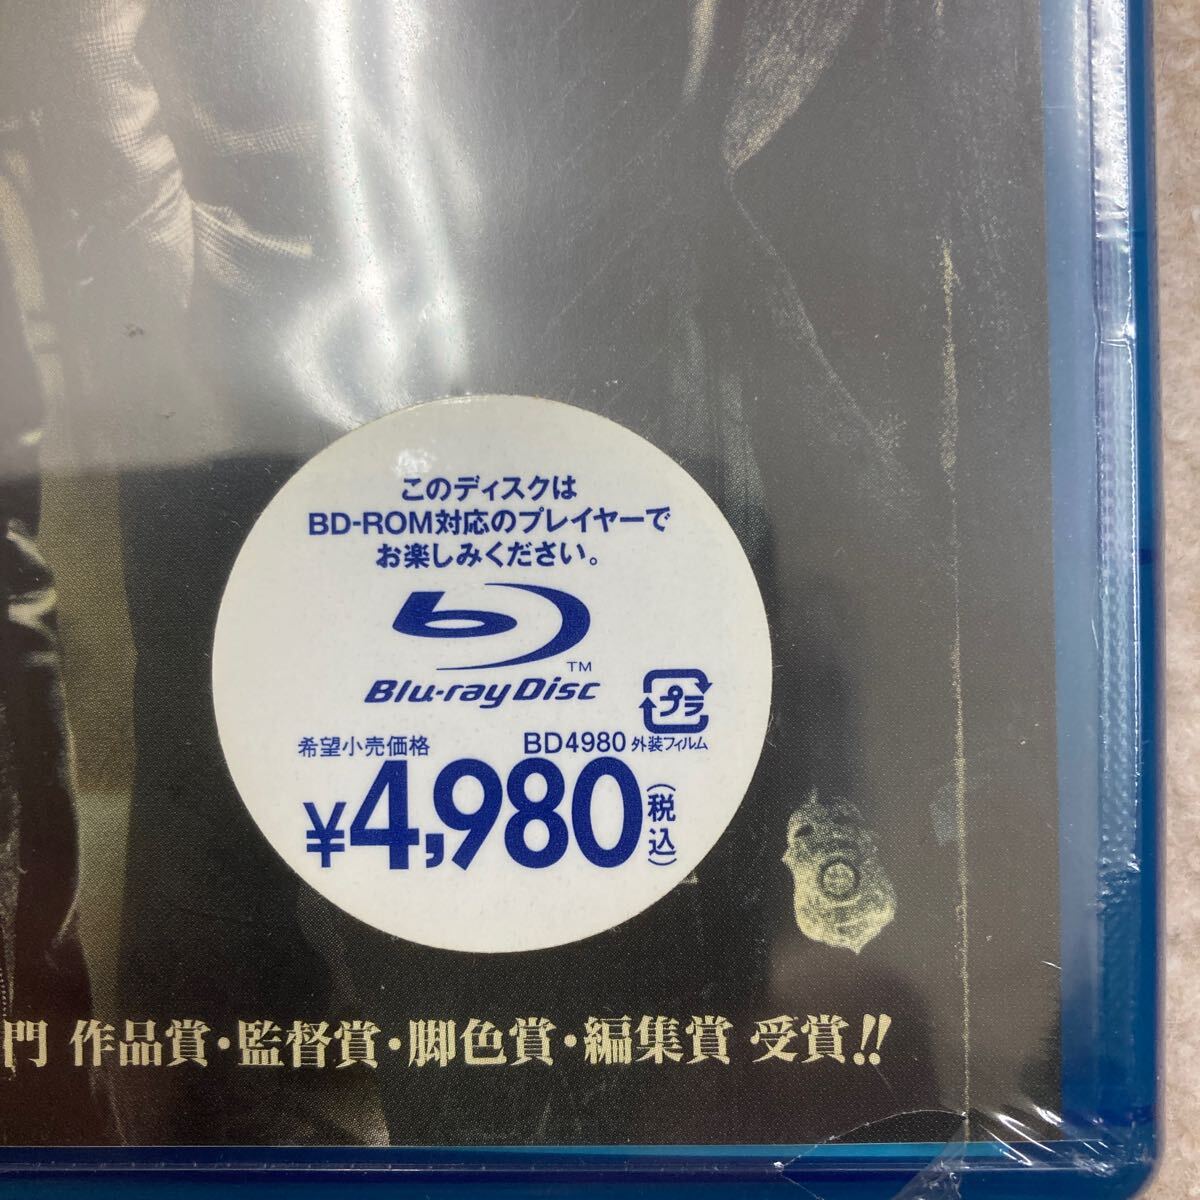 このディスクは
BD-ROM対応のプレイヤーで
お楽しみください。
Blu-ray Disc™
プラ
希望小売価格 BD4980 外装フィルム
¥4,980(税込)
門 作品賞・監督賞・脚色賞・編集賞 受賞!!